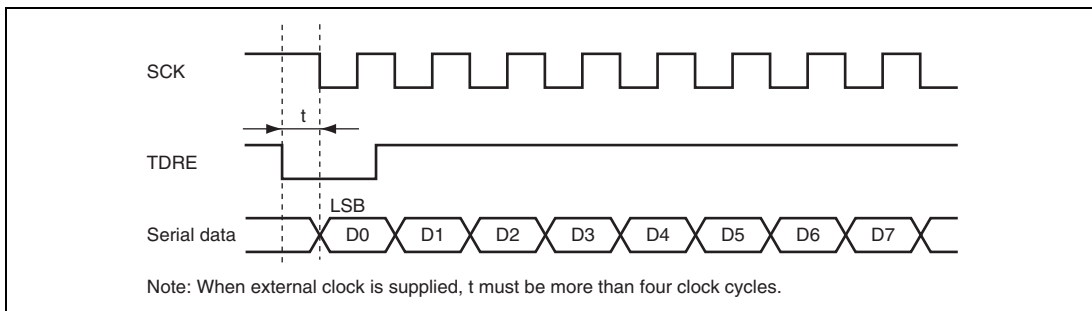 SCK
t
TDRE
LSB
Serial data D0 D1 D2 D3 D4 D5 D6 D7
Note: When external clock is supplied, t must be more than four clock cycles.